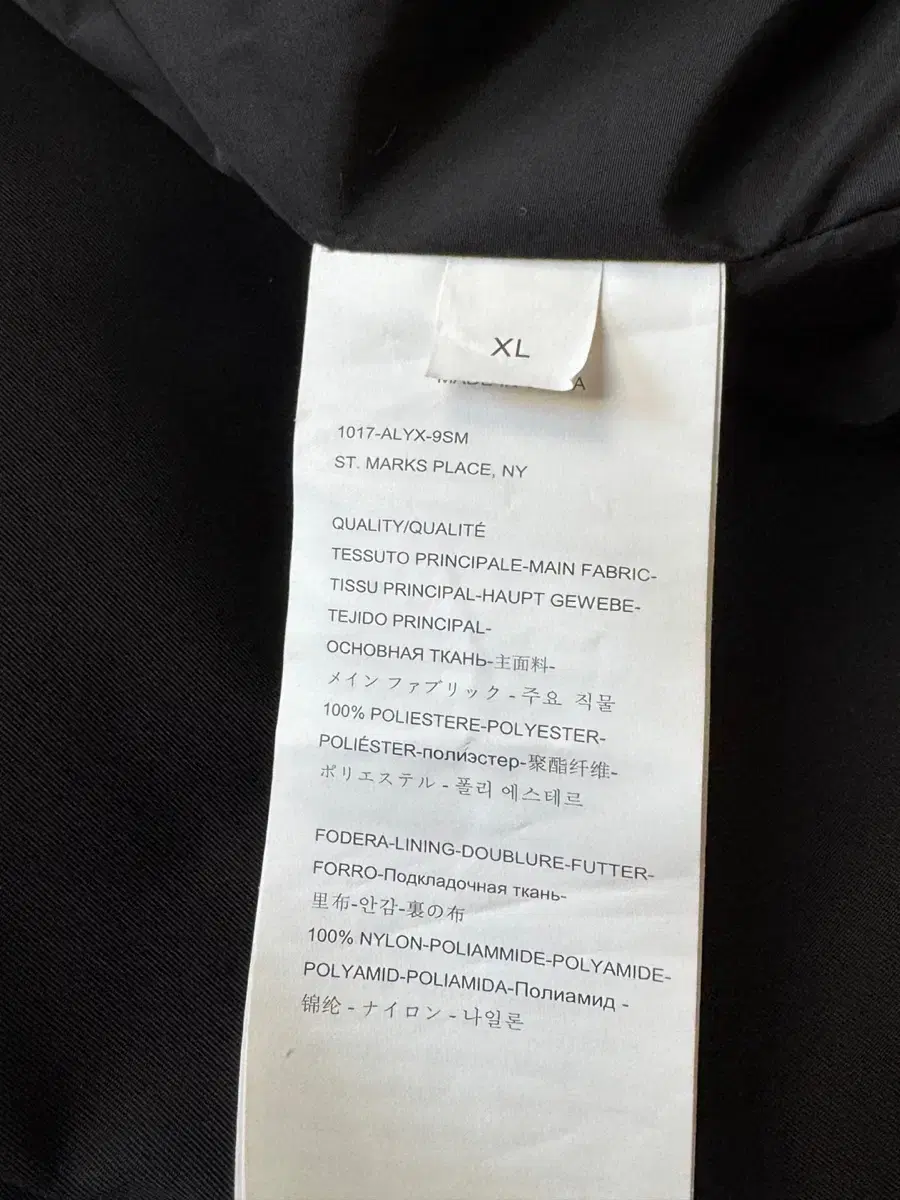 XL
1017-ALYX-9SM
ST. MARKS PLACE, NY
QUALITY/QUALITÉ
TESSUTO PRINCIPALE-MAIN FABRIC-
TISSU PRINCIPAL-HAUPT GEWEBE-
TEJIDO PRINCIPAL-
ОСНОВНАЯ ТКАНЬ-主面料-
メイン ファブリック - 주요 직물
100% POLIESTERE-POLYESTER-
POLIÉSTER-полиэстер-聚酯纤维-
ポリエステル - 폴리 에스테르
FODERA-LINING-DOUBLURE-FUTTER-
FORRO-Подкладочная ткань-
里布-안감-裏の布
100% NYLON-POLIAMMIDE-POLYAMIDE-
POLYAMID-POLIAMIDA-Полиамид -
锦纶 - ナイロン - 나일론